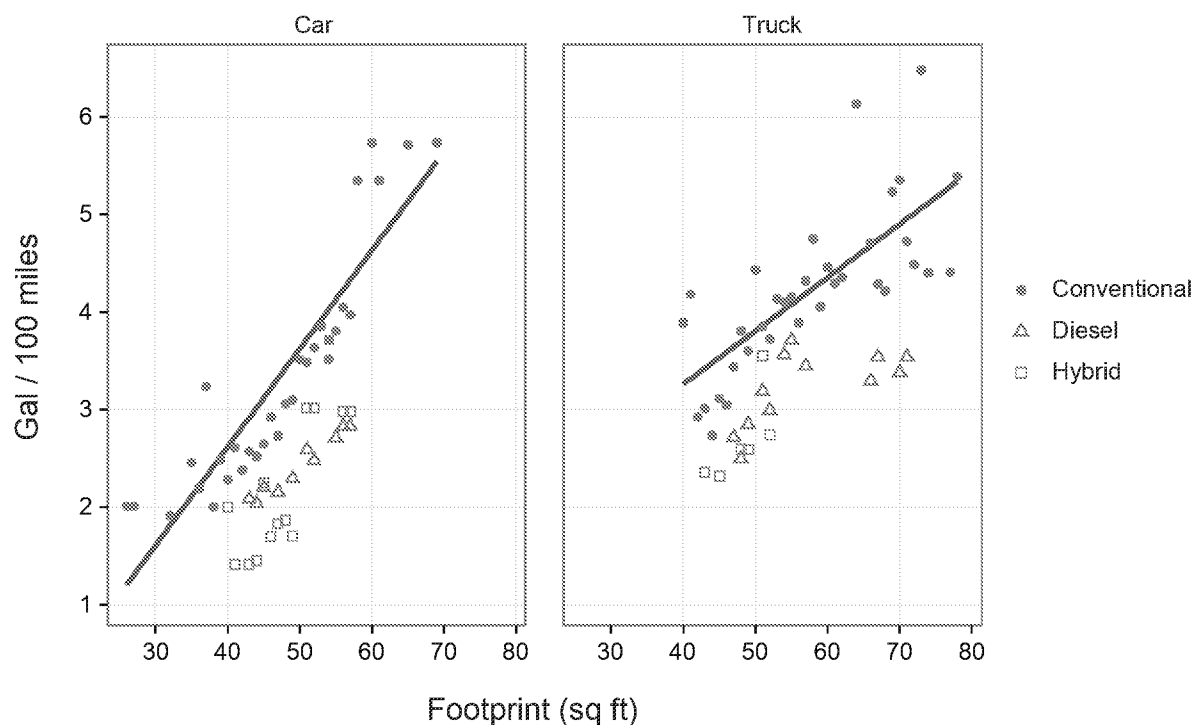 Car
Truck
6
5
4
3
2
1
Gal / 100 miles
30 40 50 60 70 80
30 40 50 60 70 80
Footprint (sq ft)
Conventional
Diesel
Hybrid